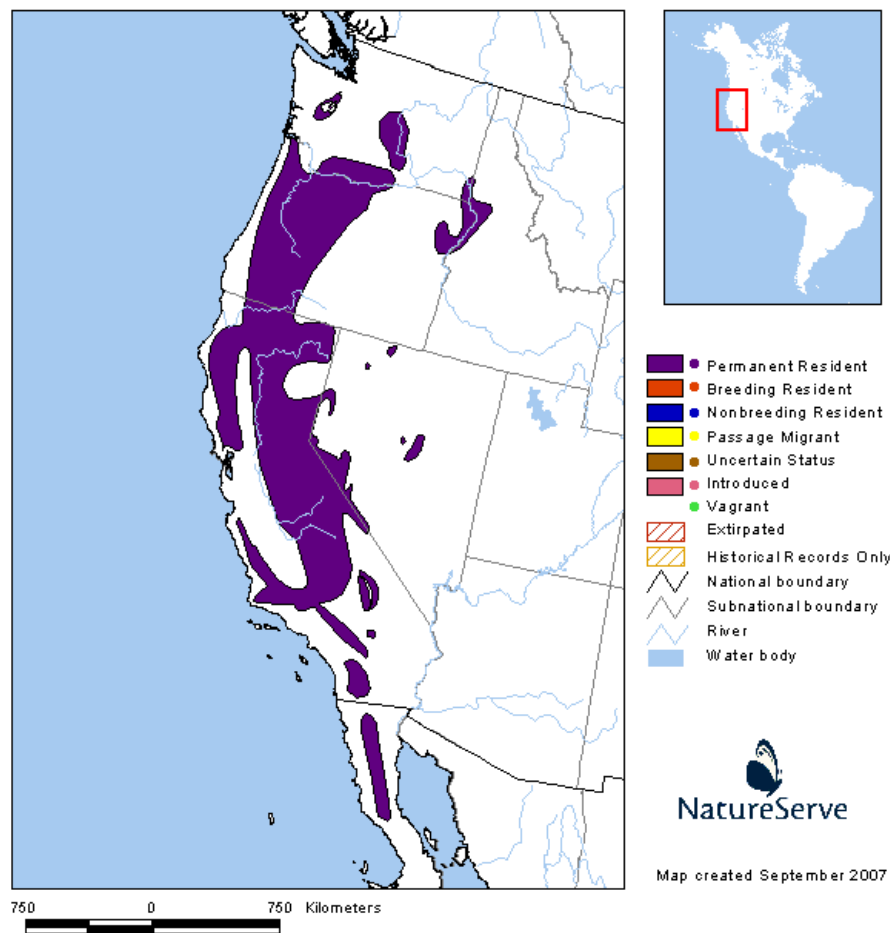 Permanent Resident
Breeding Resident
Nonbreeding Resident
Passage Migrant
Uncertain Status
Introduced
Vagrant
Extirpated
Historical Records Only
National boundary
Subnational boundary
River
Water body
NatureServe
Map created September 2007
750 0 750 Kilometers